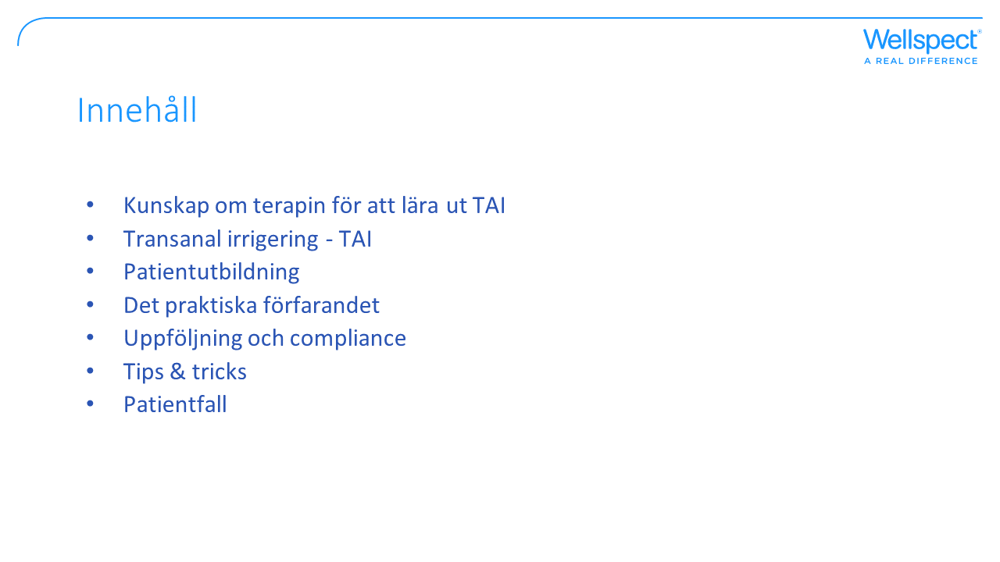 Wellspect®
A REAL DIFFERENCE
Innehåll
• Kunskap om terapin för att lära ut TAI
• Transanal irrigering - TAI
• Patientutbildning
• Det praktiska förfarandet
• Uppföljning och compliance
• Tips & tricks
• Patientfall